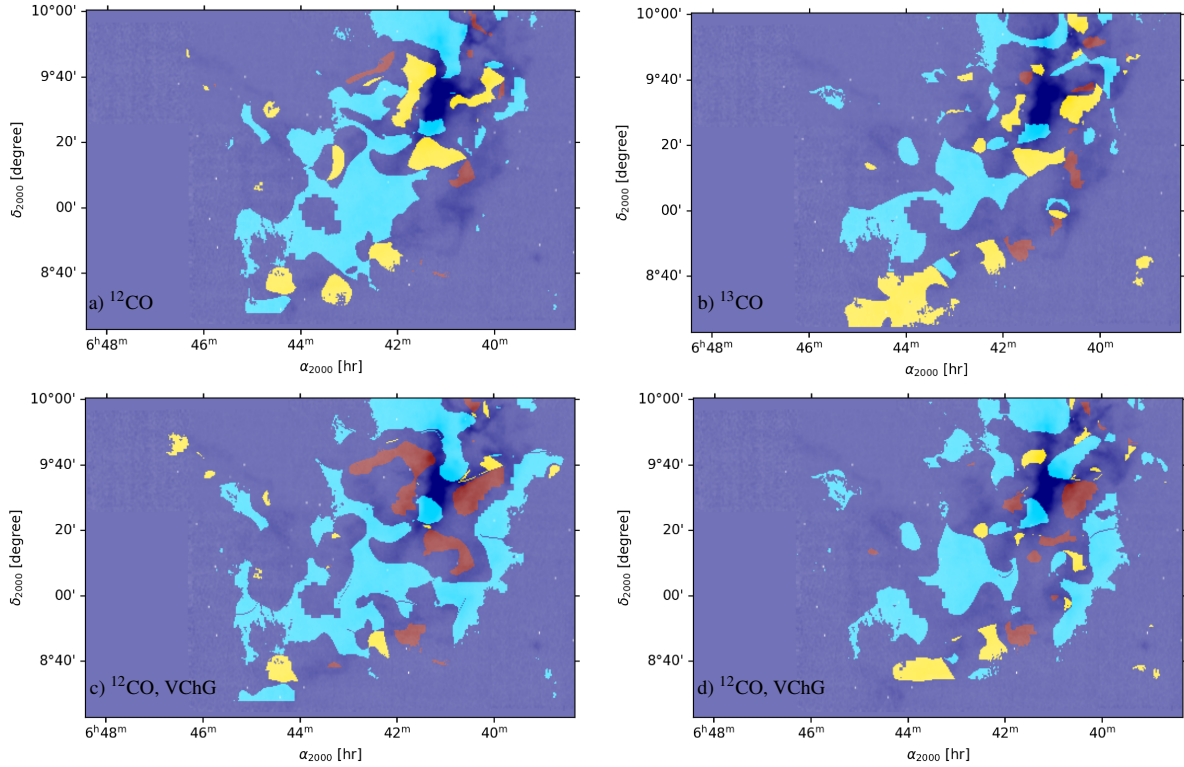 10°00'
9°40'
20'
00'
8°40'
δ₂₀₀₀ [degree]
a) ¹²CO
6ʰ48ᵐ 46ᵐ 44ᵐ 42ᵐ 40ᵐ
α₂₀₀₀ [hr]
10°00'
9°40'
20'
00'
8°40'
δ₂₀₀₀ [degree]
b) ¹³CO
6ʰ48ᵐ 46ᵐ 44ᵐ 42ᵐ 40ᵐ
α₂₀₀₀ [hr]
10°00'
9°40'
20'
00'
8°40'
δ₂₀₀₀ [degree]
c) ¹²CO, VChG
6ʰ48ᵐ 46ᵐ 44ᵐ 42ᵐ 40ᵐ
α₂₀₀₀ [hr]
10°00'
9°40'
20'
00'
8°40'
δ₂₀₀₀ [degree]
d) ¹²CO, VChG
6ʰ48ᵐ 46ᵐ 44ᵐ 42ᵐ 40ᵐ
α₂₀₀₀ [hr]